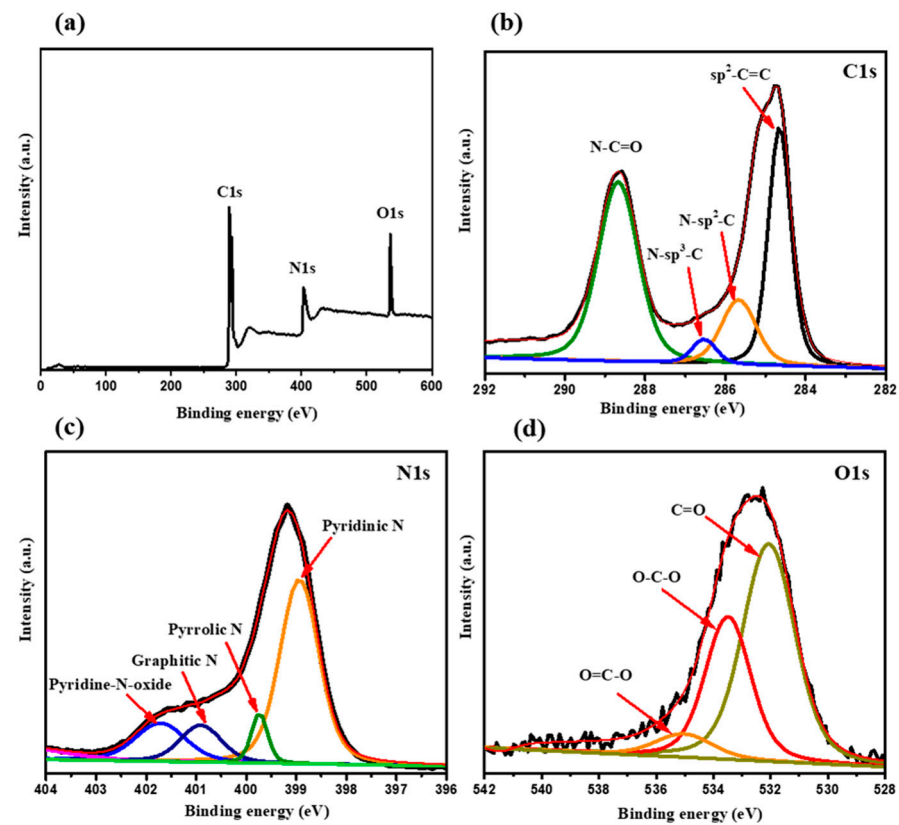 (a)
Intensity (a.u.)
C1s
N1s
O1s
0 100 200 300 400 500 600
Binding energy (eV)
(b)
Intensity (a.u.)
C1s
sp²-C=C
N-C=O
N-sp²-C
N-sp³-C
292 290 288 286 284 282
Binding energy (eV)
(c)
Intensity (a.u.)
N1s
Pyridinic N
Pyrrolic N
Graphitic N
Pyridine-N-oxide
404 403 402 401 400 399 398 397 396
Binding energy (eV)
(d)
Intensity (a.u.)
O1s
C=O
O-C-O
O=C-O
542 540 538 536 534 532 530 528
Binding energy (eV)